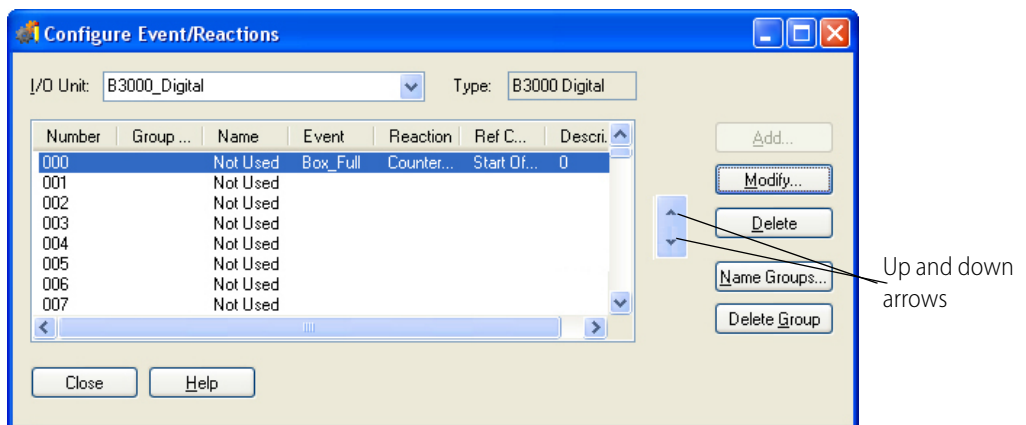 Configure Event/Reactions
I/O Unit: B3000_Digital Type: B3000 Digital
Number Group ... Name Event Reaction Ref C... Descri.
000 Not Used Box_Full Counter... Start Of... 0
001 Not Used
002 Not Used
003 Not Used
004 Not Used
005 Not Used
006 Not Used
007 Not Used
Add...
Modify...
Delete
Name Groups...
Delete Group
Up and down
arrows
Close Help